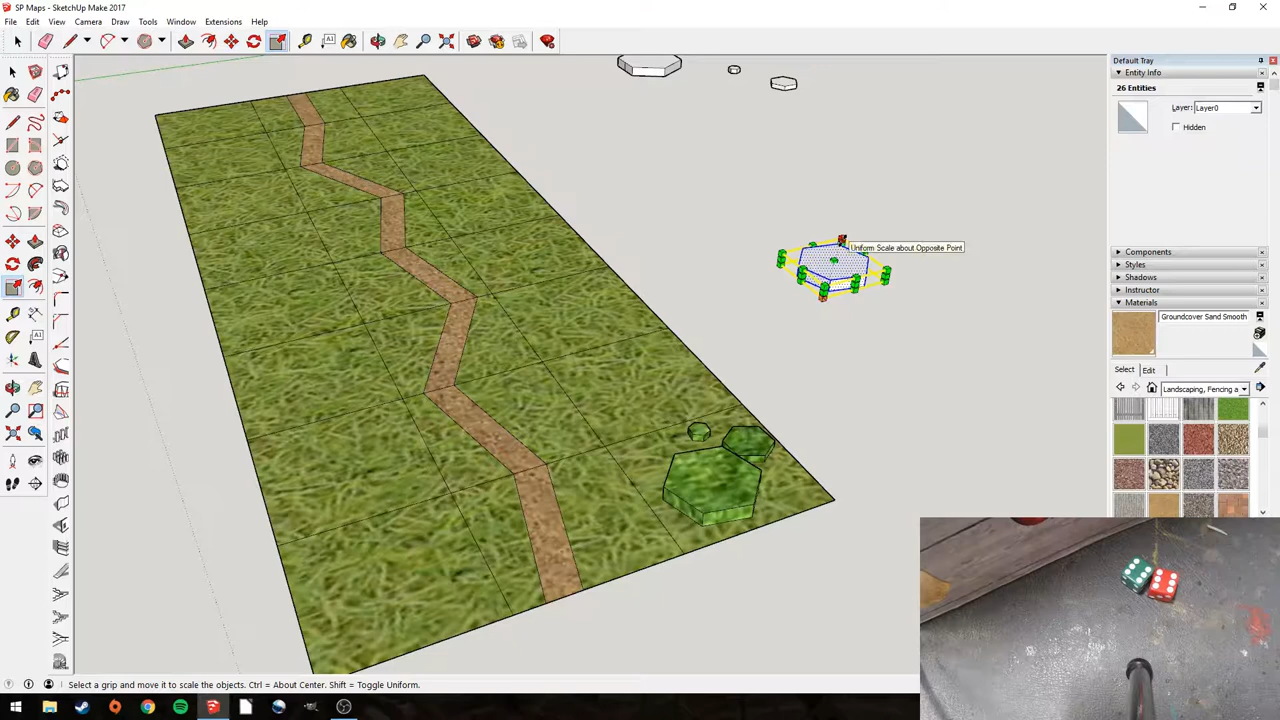 SP Maps - SketchUp Make 2017
File Edit View Camera Draw Tools Window Extensions Help
Default Tray
Entity Info
26 Entities
Layer: Layer0
Hidden
Uniform Scale about Opposite Point
Components
Styles
Shadows
Instructor
Materials
Groundcover Sand Smooth
Select Edit
Landscaping, Fencing a
Select a grip and move it to scale the objects. Ctrl = About Center. Shift = Toggle Uniform.